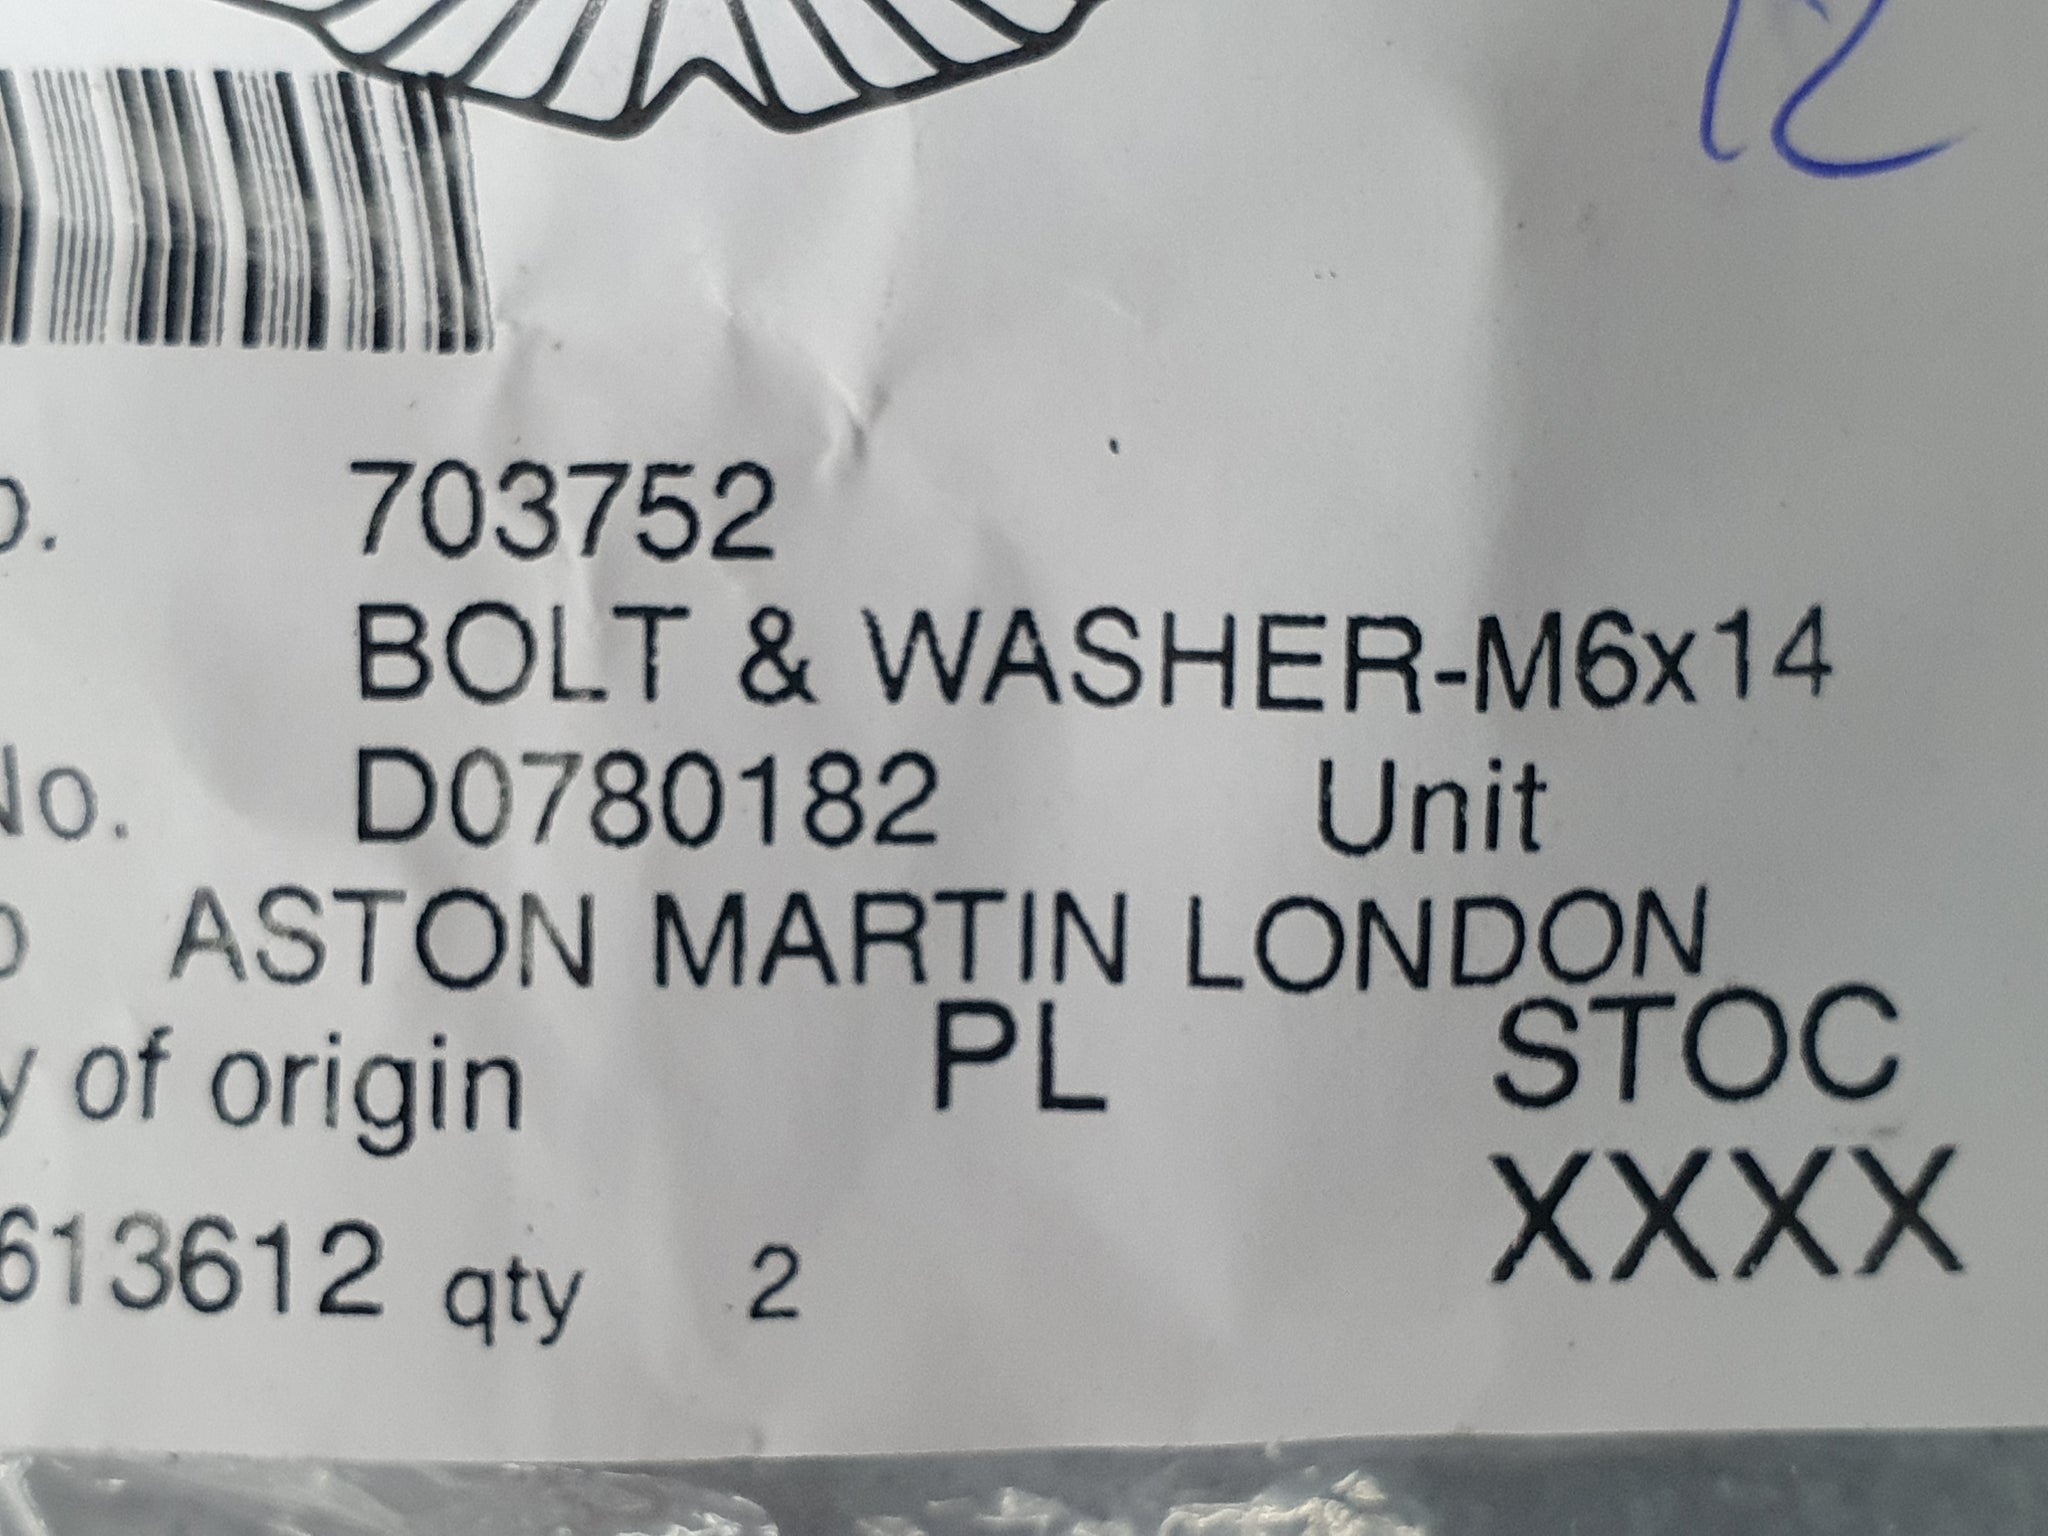 12
o. 703752
BOLT & WASHER-M6x14
No. D0780182 Unit
o ASTON MARTIN LONDON
y of origin PL STOC
613612 qty 2 XXXX